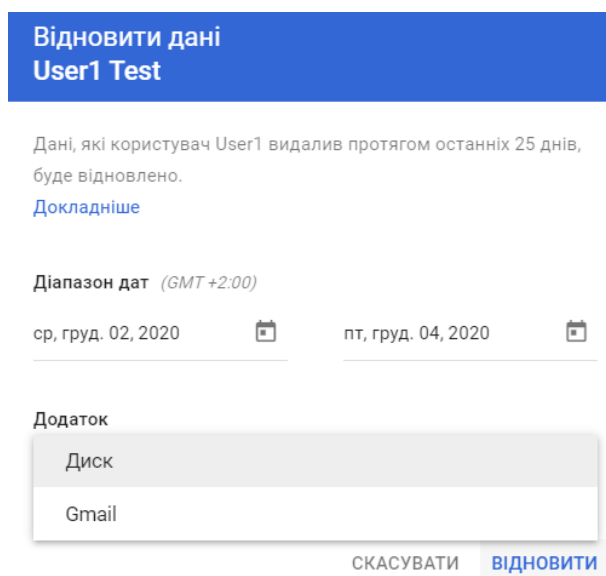 Відновити дані
User1 Test
Дані, які користувач User1 видалив протягом останніх 25 днів,
буде відновлено.
Докладніше
Діапазон дат (GMT +2:00)
ср, груд. 02, 2020 пт, груд. 04, 2020
Додаток
Диск
Gmail
СКАСУВАТИ ВІДНОВИТИ